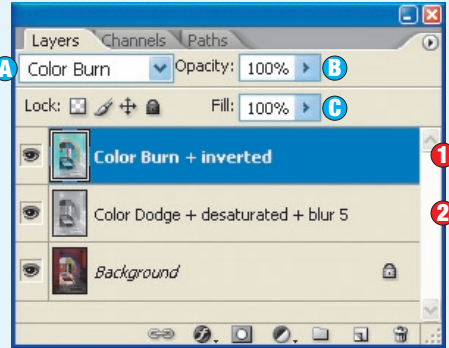 Layers Channels Paths
A Color Burn Opacity: 100% B
Lock: Fill: 100% C
Color Burn + inverted 1
Color Dodge + desaturated + blur 5 2
Background